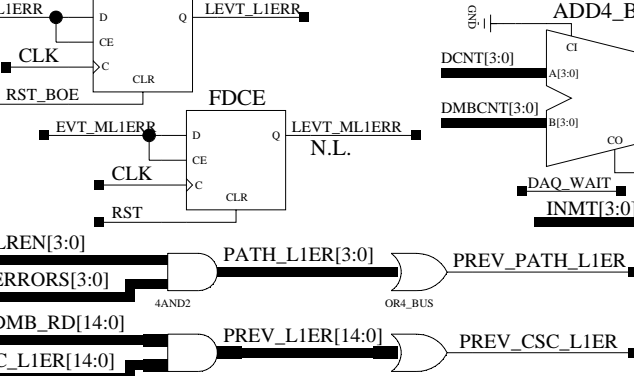 L1ERR
D
Q
LEVT_L1ERR
CE
CLK
C
CLR
RST_BOE
GND
ADD4_B
CI
DCNT[3:0]
A[3:0]
DMBCNT[3:0]
B[3:0]
CO
FDCE
EVT_ML1ERR
D
Q
LEVT_ML1ERR
N.L.
CE
CLK
C
CLR
RST
DAQ_WAIT
INMT[3:0]
LREN[3:0]
ERRORS[3:0]
4AND2
PATH_L1ER[3:0]
OR4_BUS
PREV_PATH_L1ER
DMB_RD[14:0]
C_L1ER[14:0]
PREV_L1ER[14:0]
PREV_CSC_L1ER